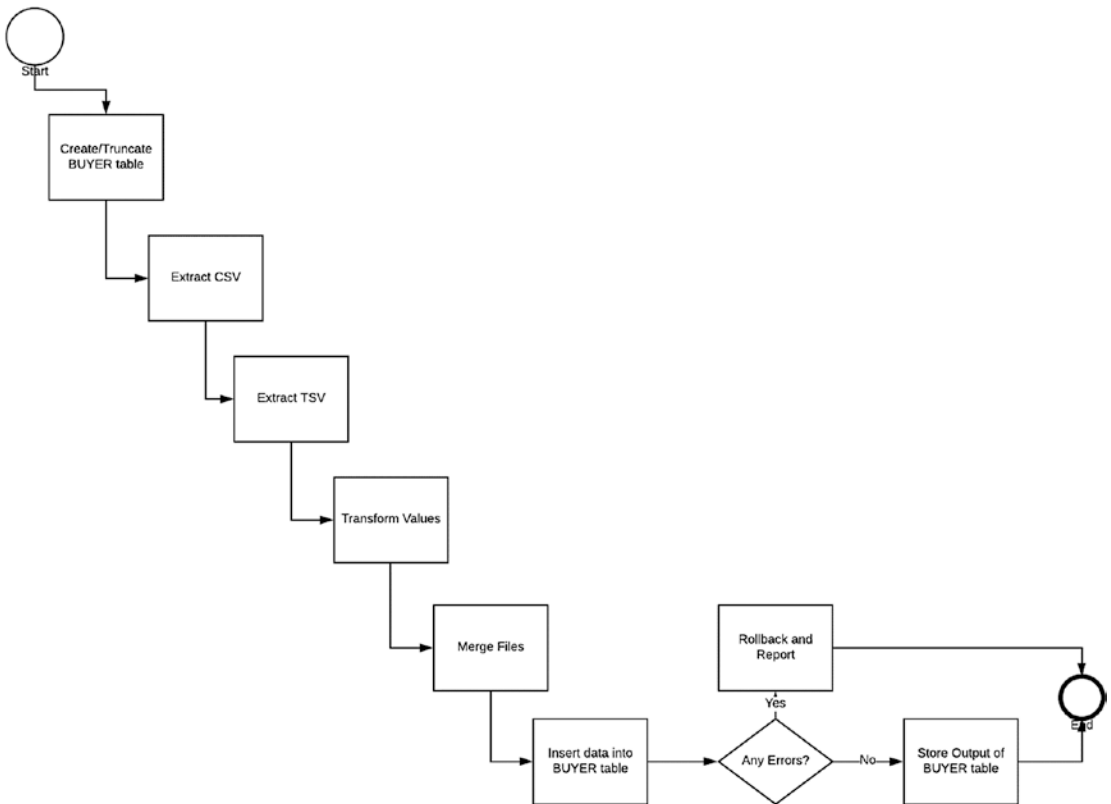 Start
Create/Truncate
BUYER table
Extract CSV
Extract TSV
Transform Values
Merge Files
Rollback and
Report
Yes
End
Insert data into
BUYER table
Any Errors?
No
Store Output of
BUYER table